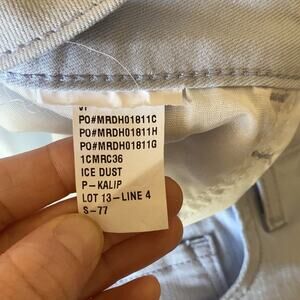 PO#MRDH01811C
PO#MRDH01811H
PO#MRDH01811G
1CMRC36
ICE DUST
P-KALIP
LOT 13-LINE 4
S-77